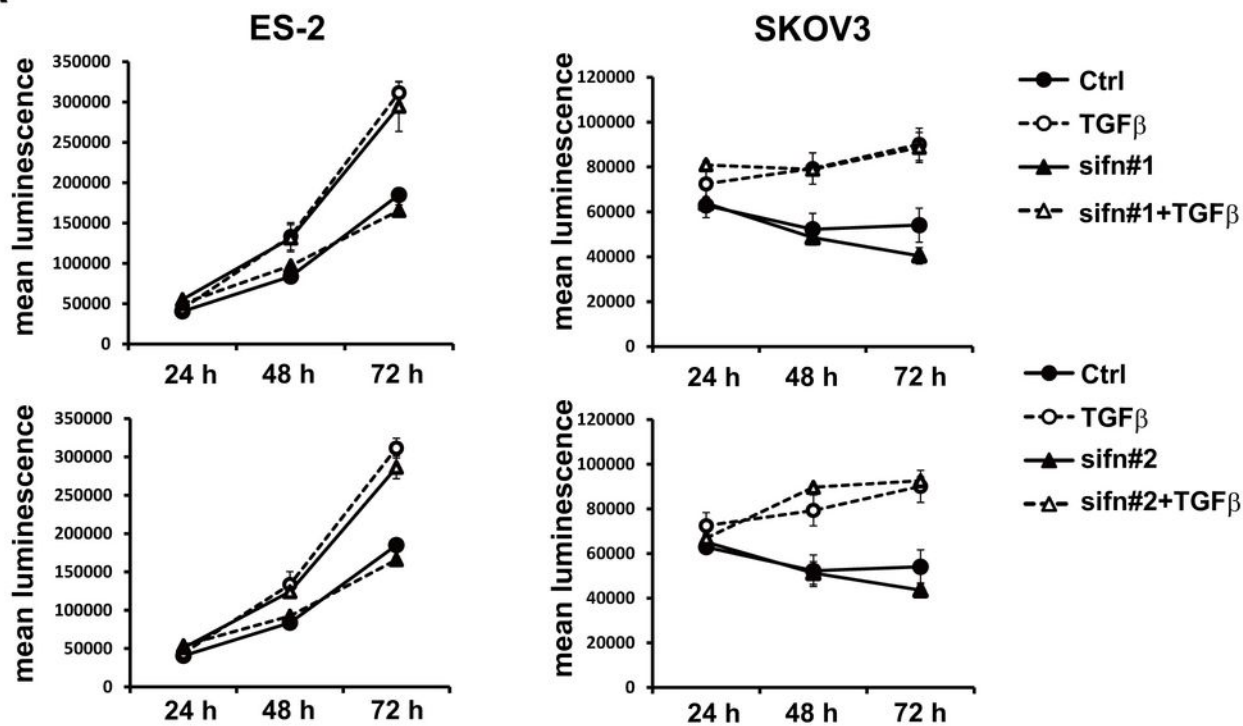 ES-2
mean luminescence
350000
300000
250000
200000
150000
100000
50000
0
24 h 48 h 72 h
SKOV3
mean luminescence
120000
100000
80000
60000
40000
20000
0
24 h 48 h 72 h
Ctrl
TGFβ
sifn#1
sifn#1+TGFβ
mean luminescence
350000
300000
250000
200000
150000
100000
50000
0
24 h 48 h 72 h
mean luminescence
120000
100000
80000
60000
40000
20000
0
24 h 48 h 72 h
Ctrl
TGFβ
sifn#2
sifn#2+TGFβ